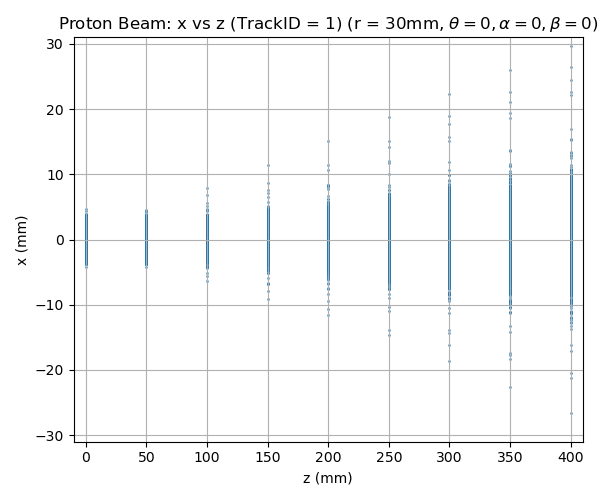 Proton Beam: x vs z (TrackID = 1) (r = 30mm, θ = 0, α = 0, β = 0)
30
20
10
0
−10
−20
−30
x (mm)
0 50 100 150 200 250 300 350 400
z (mm)